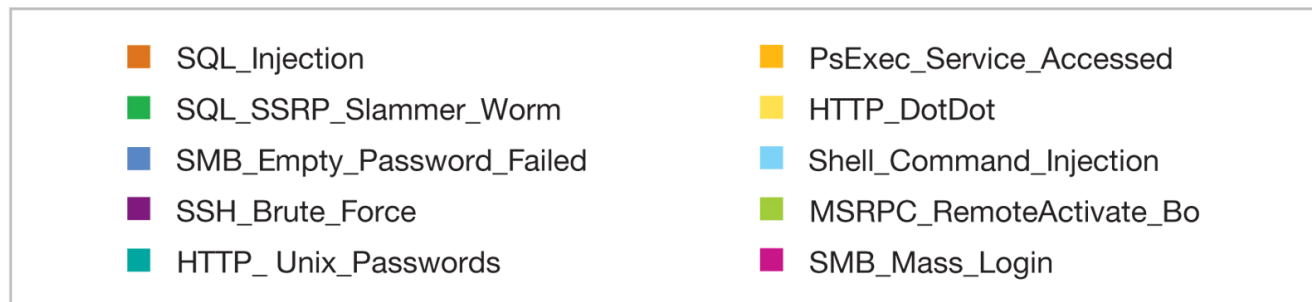 SQL_Injection
SQL_SSRP_Slammer_Worm
SMB_Empty_Password_Failed
SSH_Brute_Force
HTTP_ Unix_Passwords
PsExec_Service_Accessed
HTTP_DotDot
Shell_Command_Injection
MSRPC_RemoteActivate_Bo
SMB_Mass_Login